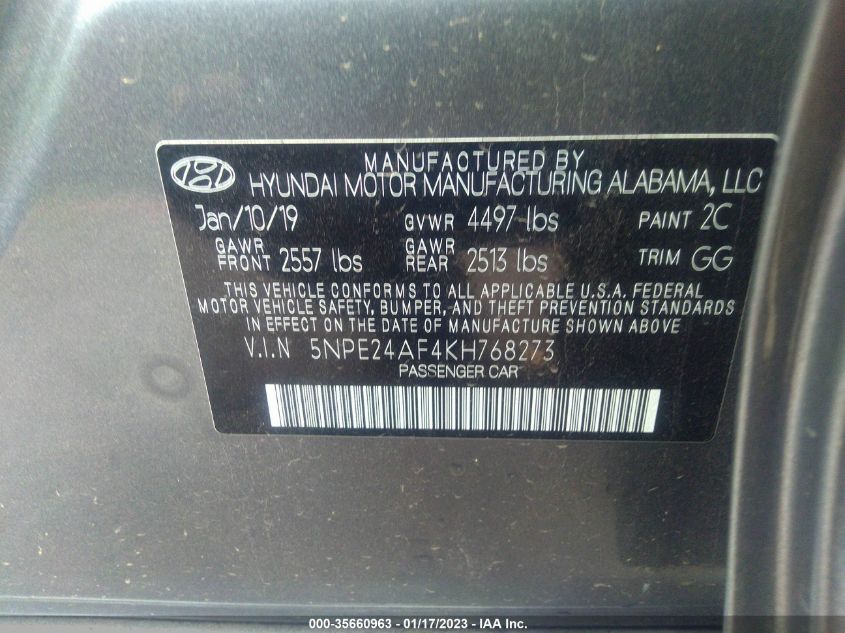 MANUFACTURED BY
HYUNDAI MOTOR MANUFACTURING ALABAMA, LLC
Jan/10/19 GVWR 4497 lbs PAINT 2C
GAWR FRONT 2557 lbs GAWR REAR 2513 lbs TRIM GG
THIS VEHICLE CONFORMS TO ALL APPLICABLE U.S.A. FEDERAL
MOTOR VEHICLE SAFETY, BUMPER, AND THEFT PREVENTION STANDARDS
IN EFFECT ON THE DATE OF MANUFACTURE SHOWN ABOVE
V.I.N 5NPE24AF4KH768273
PASSENGER CAR
000-35660963 - 01/17/2023 - IAA Inc.